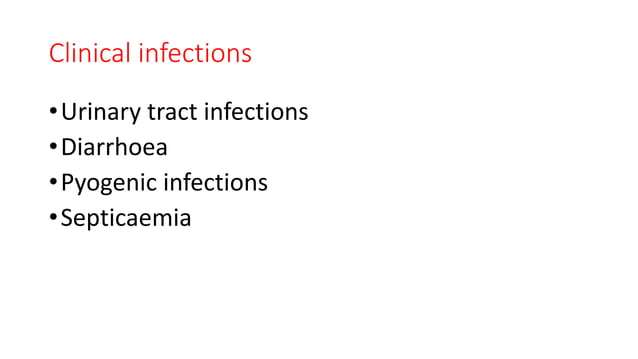 Clinical infections
•Urinary tract infections
•Diarrhoea
•Pyogenic infections
•Septicaemia